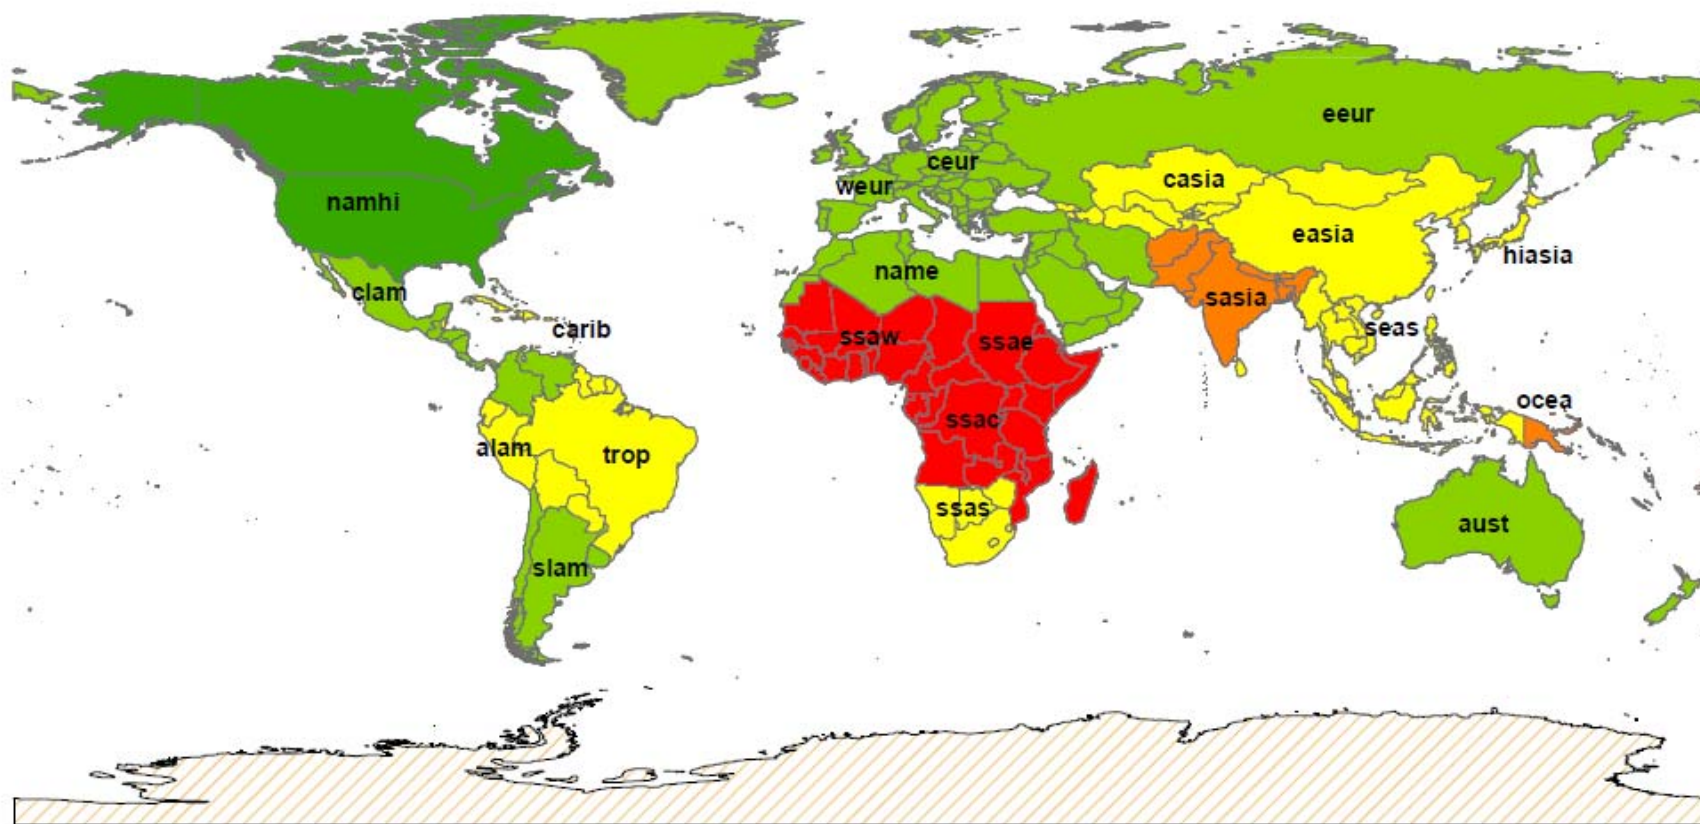 eeur
ceur
weur
casia
namhi
easia
hiasia
name
clam
sasia
carib
ssaw
ssae
seas
ocea
ssac
alam
trop
ssas
aust
slam